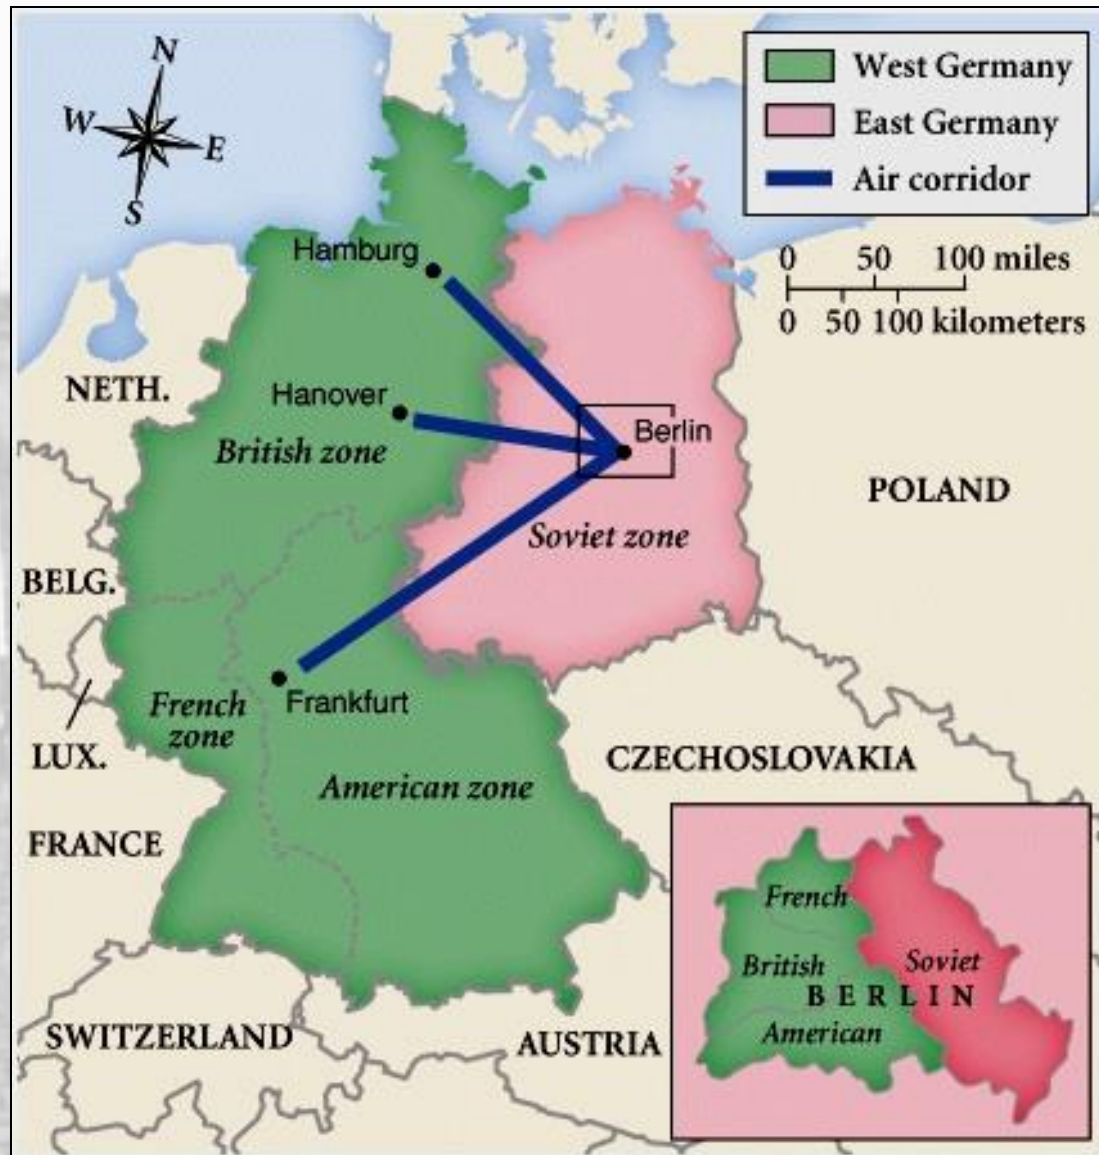 N
W
E
S
West Germany
East Germany
Air corridor
0 50 100 miles
0 50 100 kilometers
Hamburg
NETH.
Hanover
British zone
Berlin
POLAND
Soviet zone
BELG.
Frankfurt
French
zone
LUX.
CZECHOSLOVAKIA
American zone
FRANCE
French
British
Soviet
BERLIN
American
SWITZERLAND
AUSTRIA